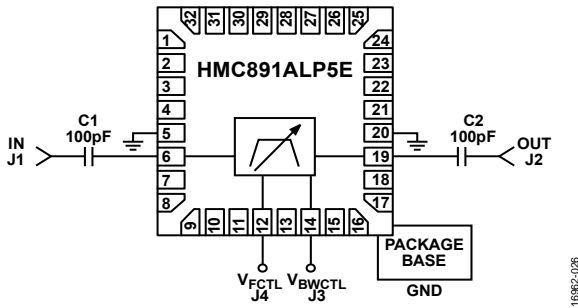 32 31 30 29 28 27 26 25
1 24
HMC891ALP5E
2 23
3 22
4 21
C1
100pF
C2
100pF
5 20
IN
J1
6 19
OUT
J2
7 18
8 17
9 10 11 12 13 14 15 16
PACKAGE
BASE
GND
VFCTL
J4
VBWCTL
J3
16962-026